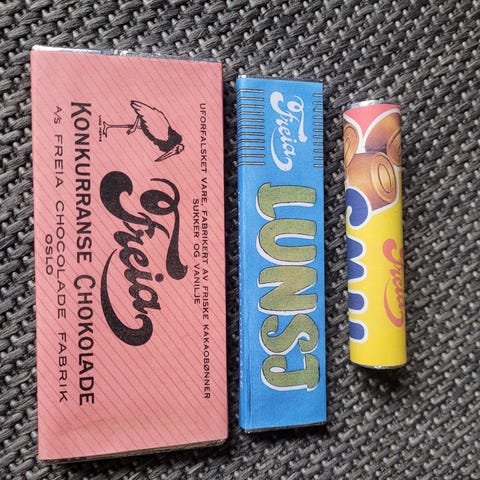 UFORFALSKET VARE, FABRIKERT AV FRISKE KAKAOBØNNER
SUKKER OG VANILJE
Freia
KONKURRANSE CHOKOLADE
A/S FREIA CHOCOLADE FABRIK
OSLO
Freia
LUNSJ
Freia